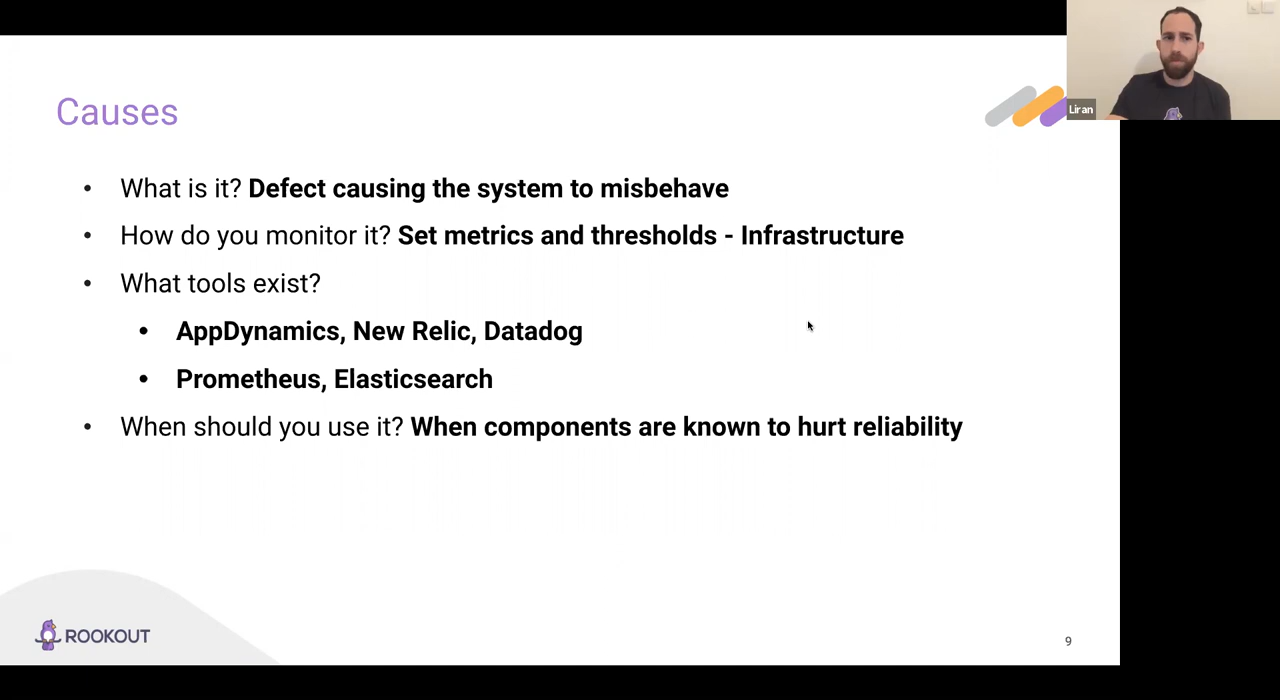 Causes
Liran
• What is it? Defect causing the system to misbehave
• How do you monitor it? Set metrics and thresholds - Infrastructure
• What tools exist?
• AppDynamics, New Relic, Datadog
• Prometheus, Elasticsearch
• When should you use it? When components are known to hurt reliability
ROOKOUT
9